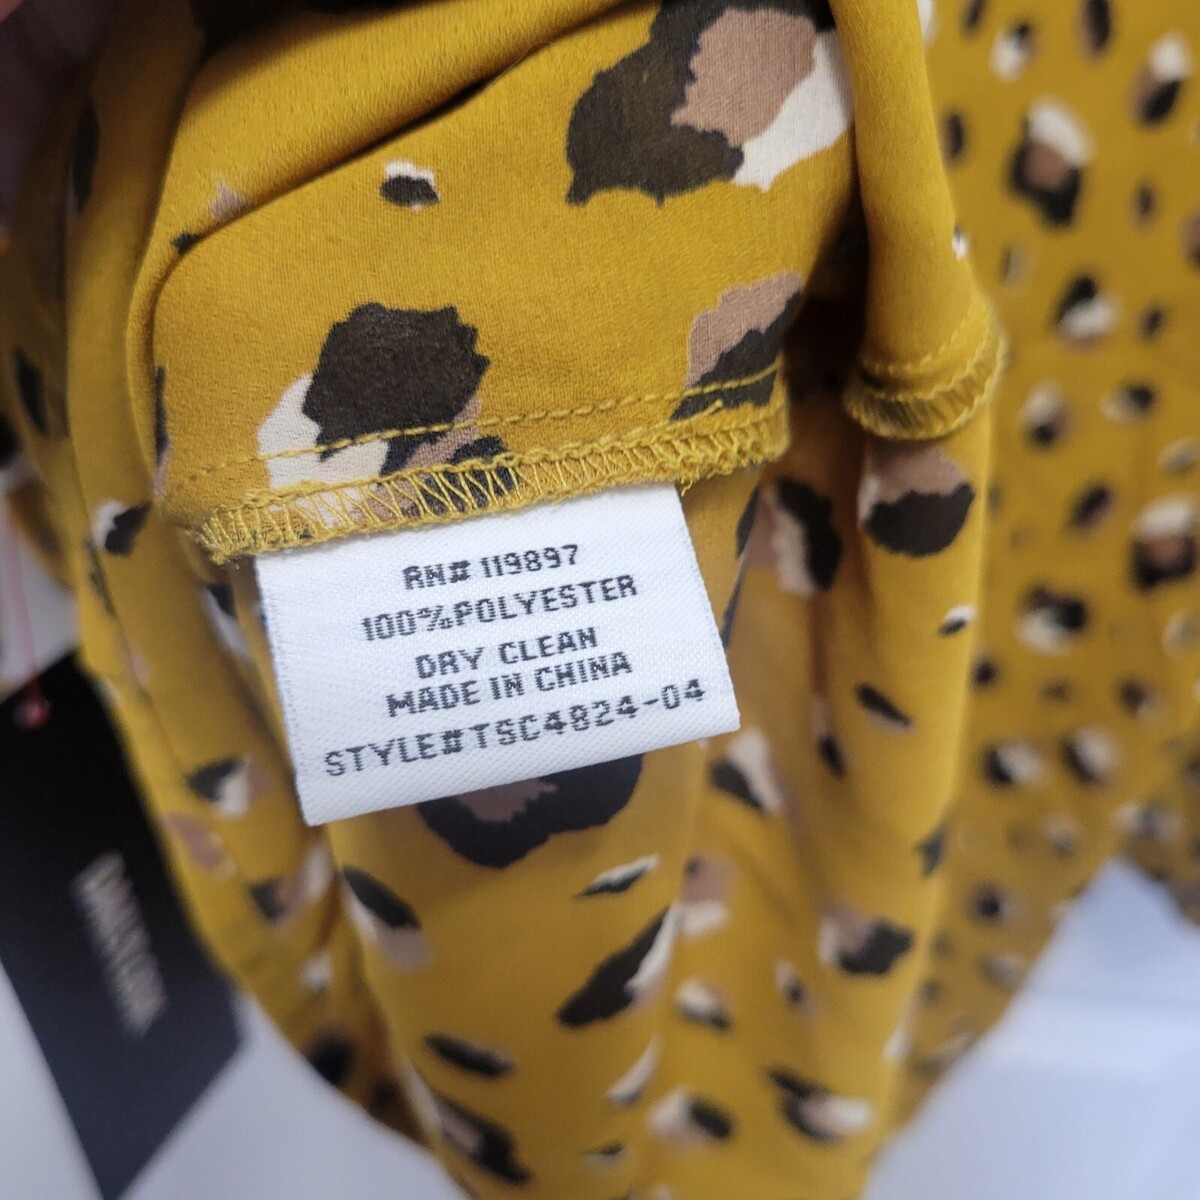 RN# 119897
100%POLYESTER
DRY CLEAN
MADE IN CHINA
STYLE#TSC4824-04